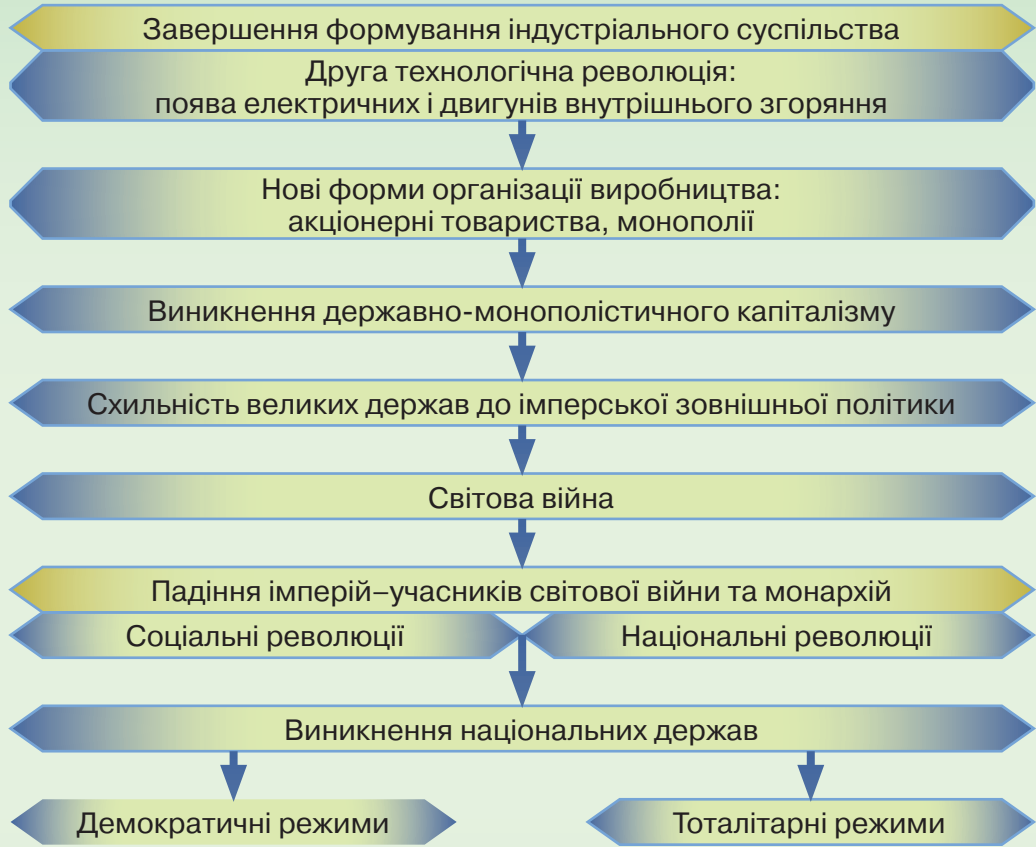 Завершення формування індустріального суспільства
Друга технологічна революція:
поява електричних і двигунів внутрішнього згоряння
Нові форми організації виробництва:
акціонерні товариства, монополії
Виникнення державно-монополістичного капіталізму
Схильність великих держав до імперської зовнішньої політики
Світова війна
Падіння імперій–учасників світової війни та монархій
Соціальні революції
Національні революції
Виникнення національних держав
Демократичні режими
Тоталітарні режими